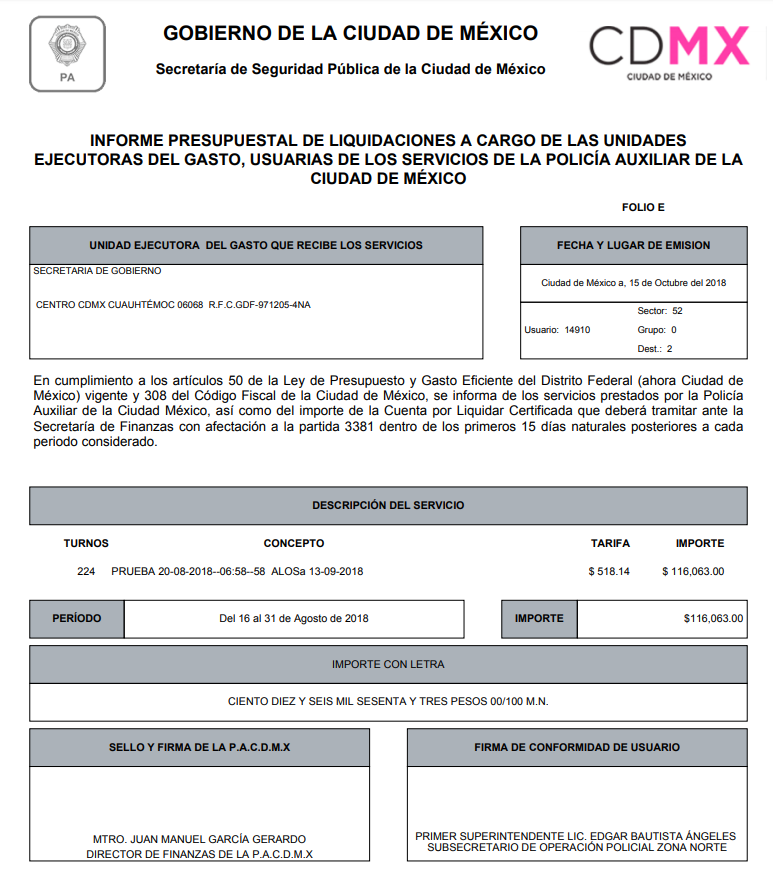 PA
GOBIERNO DE LA CIUDAD DE MÉXICO
Secretaría de Seguridad Pública de la Ciudad de México
CDMX
CIUDAD DE MÉXICO
INFORME PRESUPUESTAL DE LIQUIDACIONES A CARGO DE LAS UNIDADES
EJECUTORAS DEL GASTO, USUARIAS DE LOS SERVICIOS DE LA POLICÍA AUXILIAR DE LA
CIUDAD DE MÉXICO
FOLIO E
UNIDAD EJECUTORA DEL GASTO QUE RECIBE LOS SERVICIOS
FECHA Y LUGAR DE EMISION
SECRETARIA DE GOBIERNO
CENTRO CDMX CUAUHTÉMOC 06068 R.F.C.GDF-971205-4NA
Ciudad de México a, 15 de Octubre del 2018
Sector: 52
Usuario: 14910 Grupo: 0
Dest.: 2
En cumplimiento a los artículos 50 de la Ley de Presupuesto y Gasto Eficiente del Distrito Federal (ahora Ciudad de
México) vigente y 308 del Código Fiscal de la Ciudad de México, se informa de los servicios prestados por la Policía
Auxiliar de la Ciudad México, así como del importe de la Cuenta por Liquidar Certificada que deberá tramitar ante la
Secretaría de Finanzas con afectación a la partida 3381 dentro de los primeros 15 días naturales posteriores a cada
periodo considerado.
DESCRIPCIÓN DEL SERVICIO
TURNOS CONCEPTO TARIFA IMPORTE
224 PRUEBA 20-08-2018--06:58--58 ALOSa 13-09-2018 $ 518.14 $ 116,063.00
PERÍODO Del 16 al 31 de Agosto de 2018 IMPORTE $116,063.00
IMPORTE CON LETRA
CIENTO DIEZ Y SEIS MIL SESENTA Y TRES PESOS 00/100 M.N.
SELLO Y FIRMA DE LA P.A.C.D.M.X
MTRO. JUAN MANUEL GARCÍA GERARDO
DIRECTOR DE FINANZAS DE LA P.A.C.D.M.X
FIRMA DE CONFORMIDAD DE USUARIO
PRIMER SUPERINTENDENTE LIC. EDGAR BAUTISTA ÁNGELES
SUBSECRETARIO DE OPERACIÓN POLICIAL ZONA NORTE